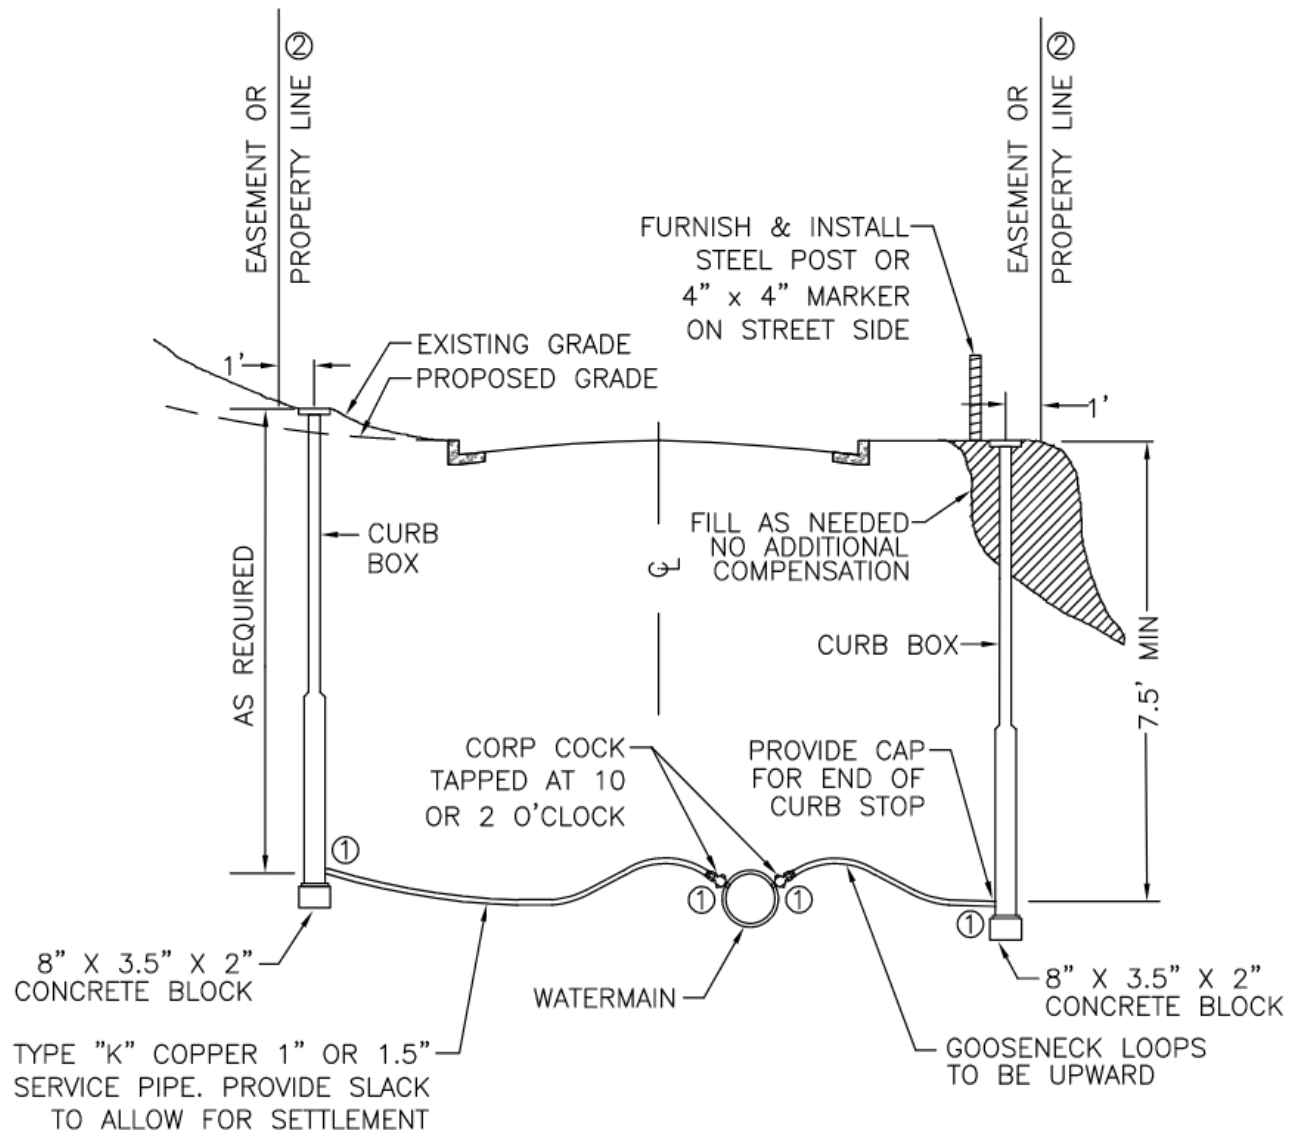 EASEMENT OR
PROPERTY LINE ②
EASEMENT OR
PROPERTY LINE ②
FURNISH & INSTALL
STEEL POST OR
4" x 4" MARKER
ON STREET SIDE
EXISTING GRADE
PROPOSED GRADE
1'
1'
CURB
BOX
AS REQUIRED
℄
FILL AS NEEDED
NO ADDITIONAL
COMPENSATION
CURB BOX
7.5' MIN
CORP COCK
TAPPED AT 10
OR 2 O'CLOCK
PROVIDE CAP
FOR END OF
CURB STOP
①
①
①
①
8" X 3.5" X 2"
CONCRETE BLOCK
WATERMAIN
8" X 3.5" X 2"
CONCRETE BLOCK
TYPE "K" COPPER 1" OR 1.5"
SERVICE PIPE. PROVIDE SLACK
TO ALLOW FOR SETTLEMENT
GOOSENECK LOOPS
TO BE UPWARD